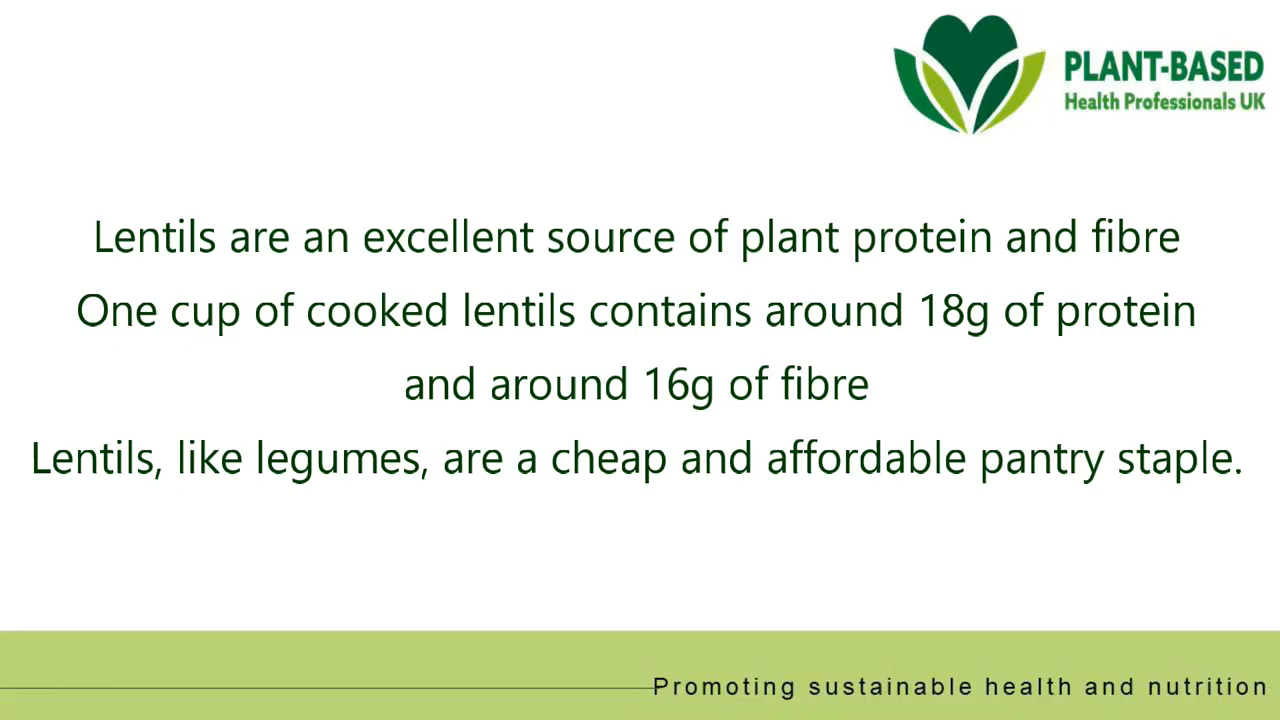 PLANT-BASED
Health Professionals UK
Lentils are an excellent source of plant protein and fibre
One cup of cooked lentils contains around 18g of protein
and around 16g of fibre
Lentils, like legumes, are a cheap and affordable pantry staple.
Promoting sustainable health and nutrition